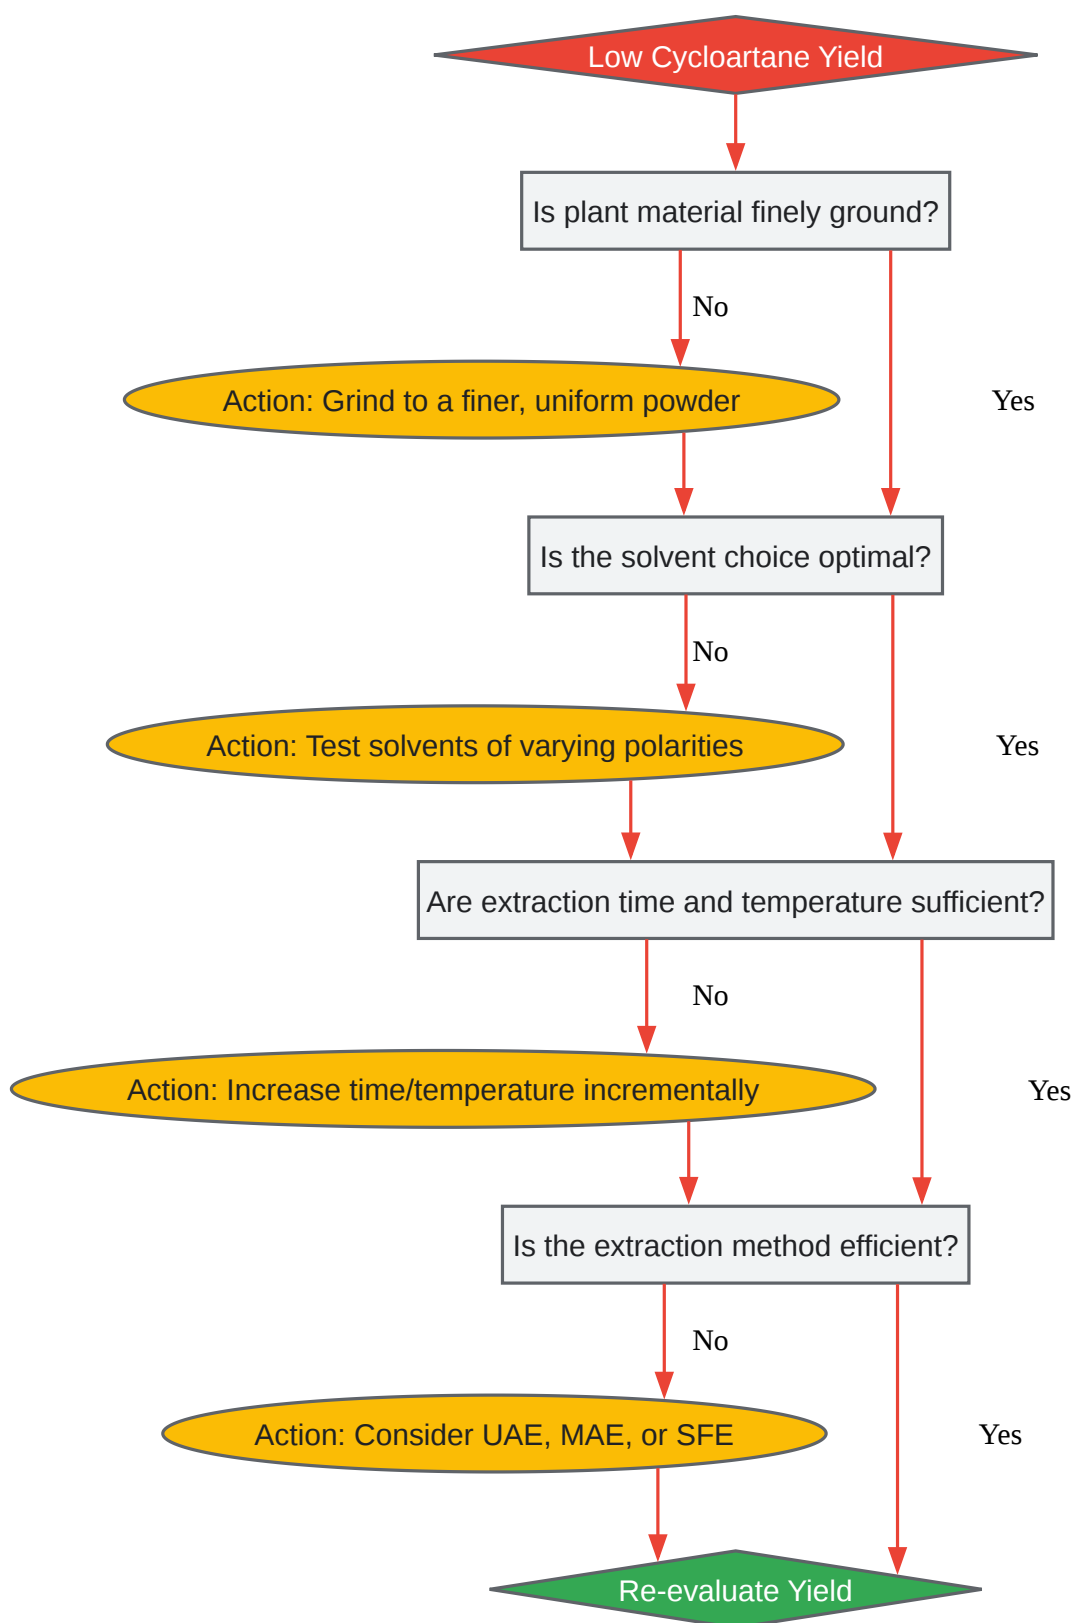 Low Cycloartane Yield
Is plant material finely ground?
No
Action: Grind to a finer, uniform powder
Yes
Is the solvent choice optimal?
No
Action: Test solvents of varying polarities
Yes
Are extraction time and temperature sufficient?
No
Action: Increase time/temperature incrementally
Yes
Is the extraction method efficient?
No
Action: Consider UAE, MAE, or SFE
Yes
Re-evaluate Yield